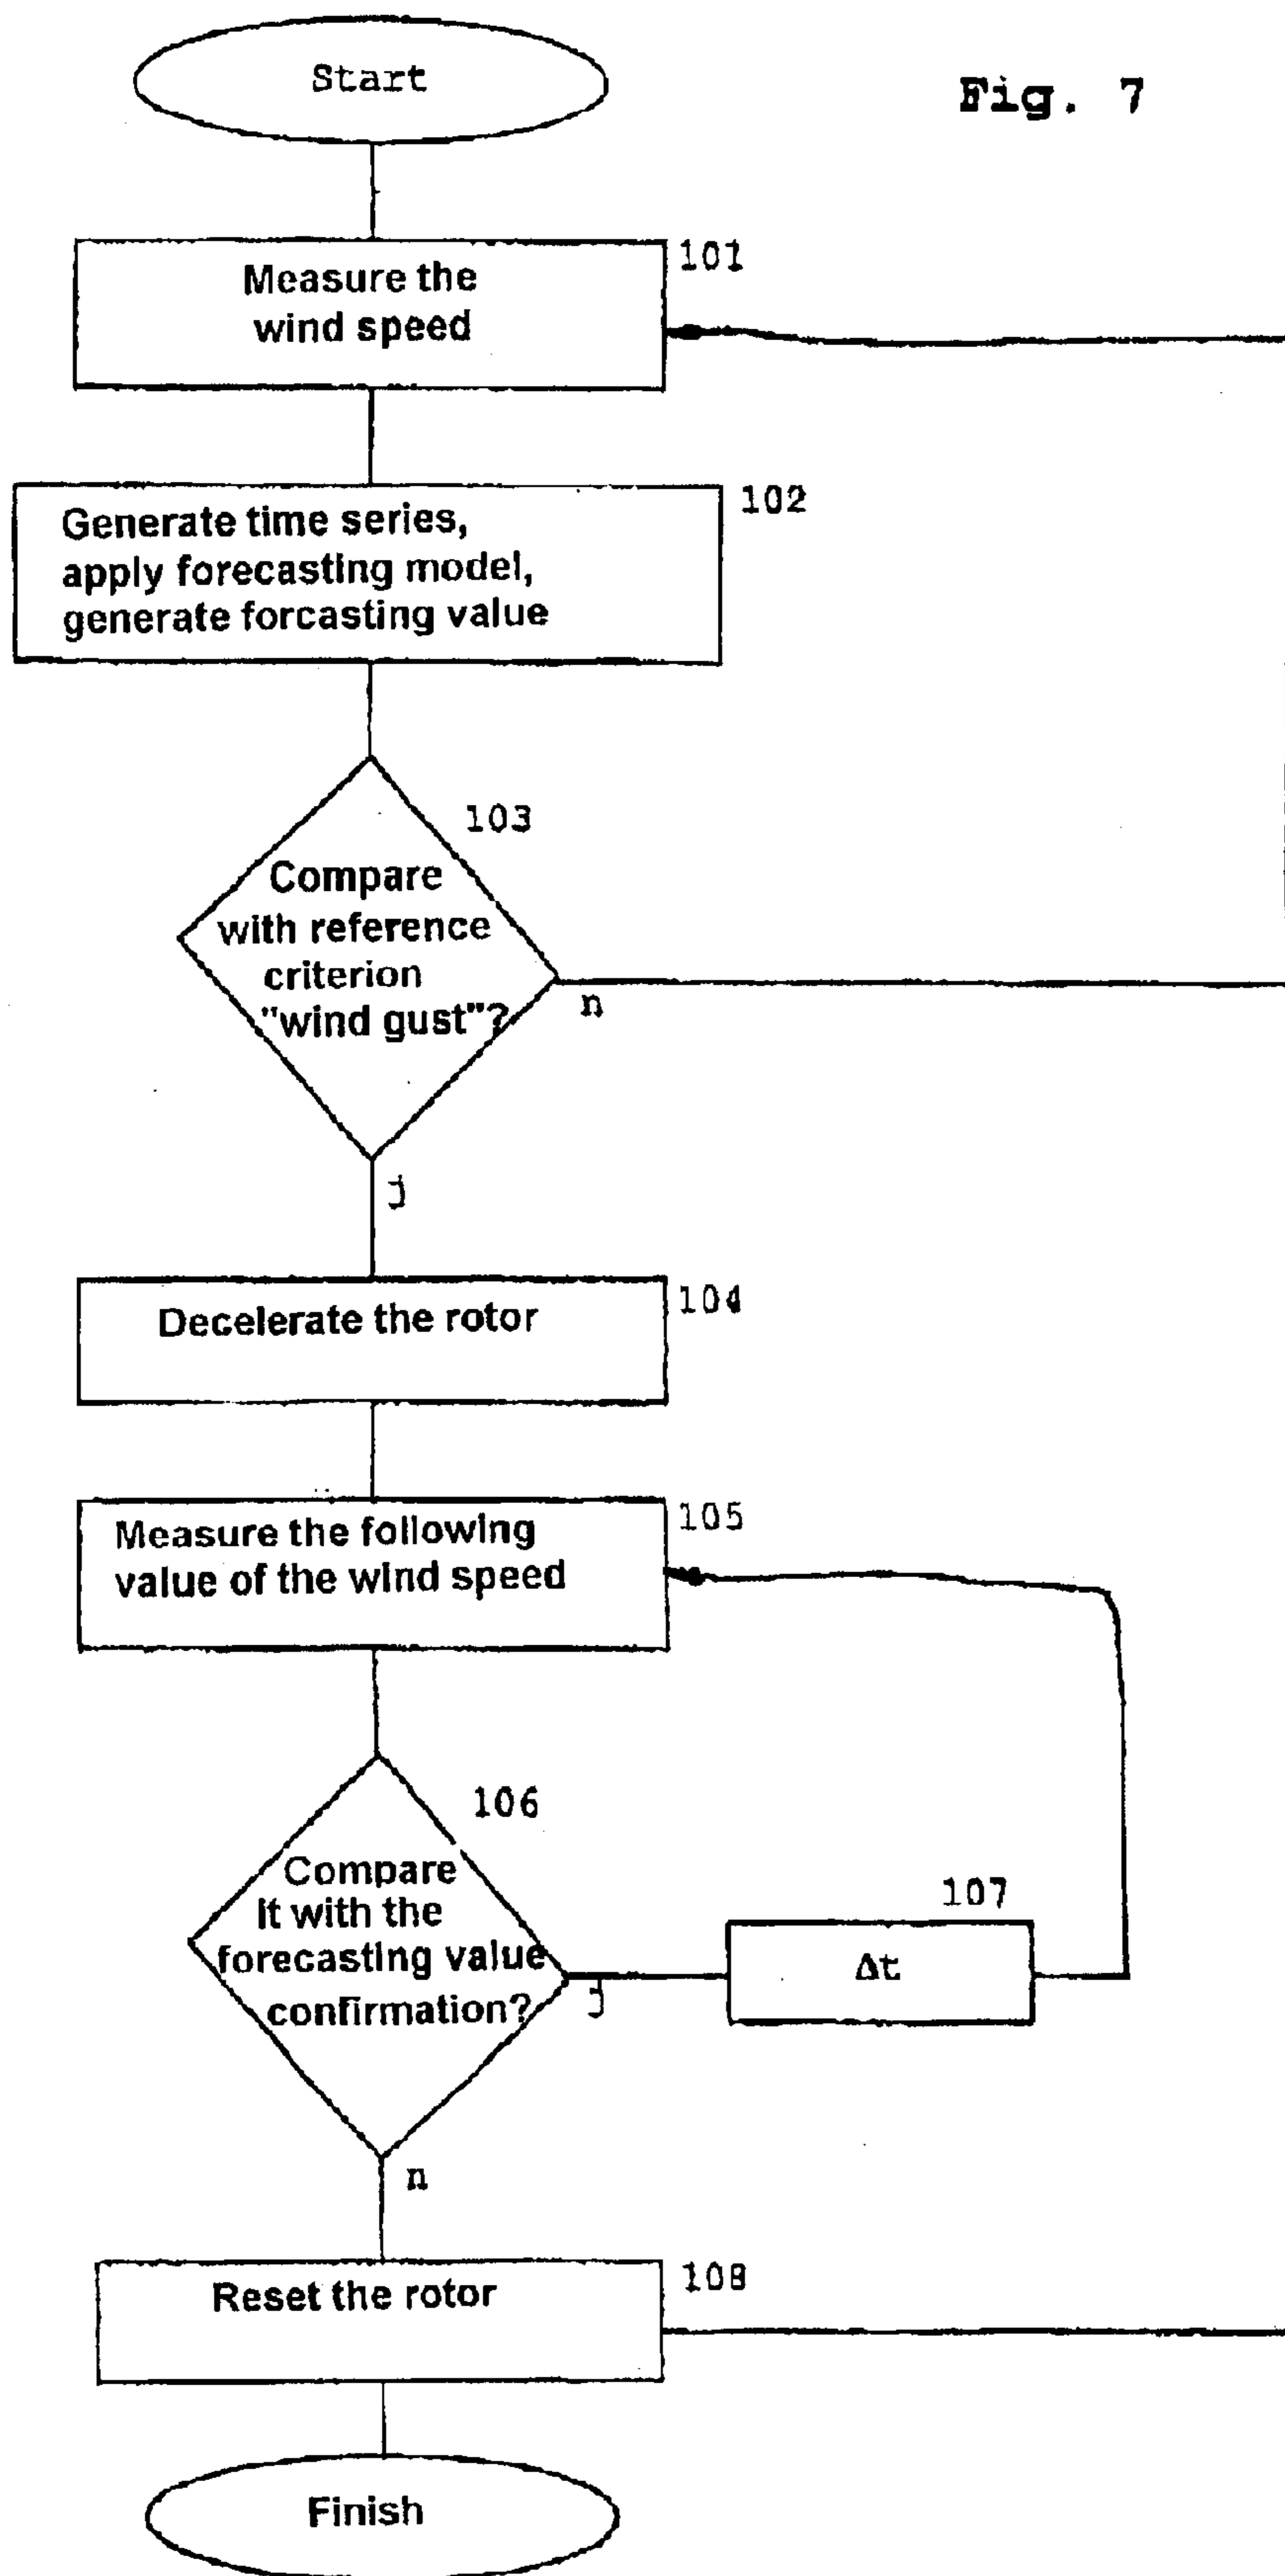 Start
Fig. 7
101
Measure the
wind speed
102
Generate time series,
apply forecasting model,
generate forcasting value
103
Compare
with reference
criterion
"wind gust"?
n
j
104
Decelerate the rotor
105
Measure the following
value of the wind speed
106
Compare
it with the
forecasting value
confirmation?
j
107
Δt
n
108
Reset the rotor
Finish